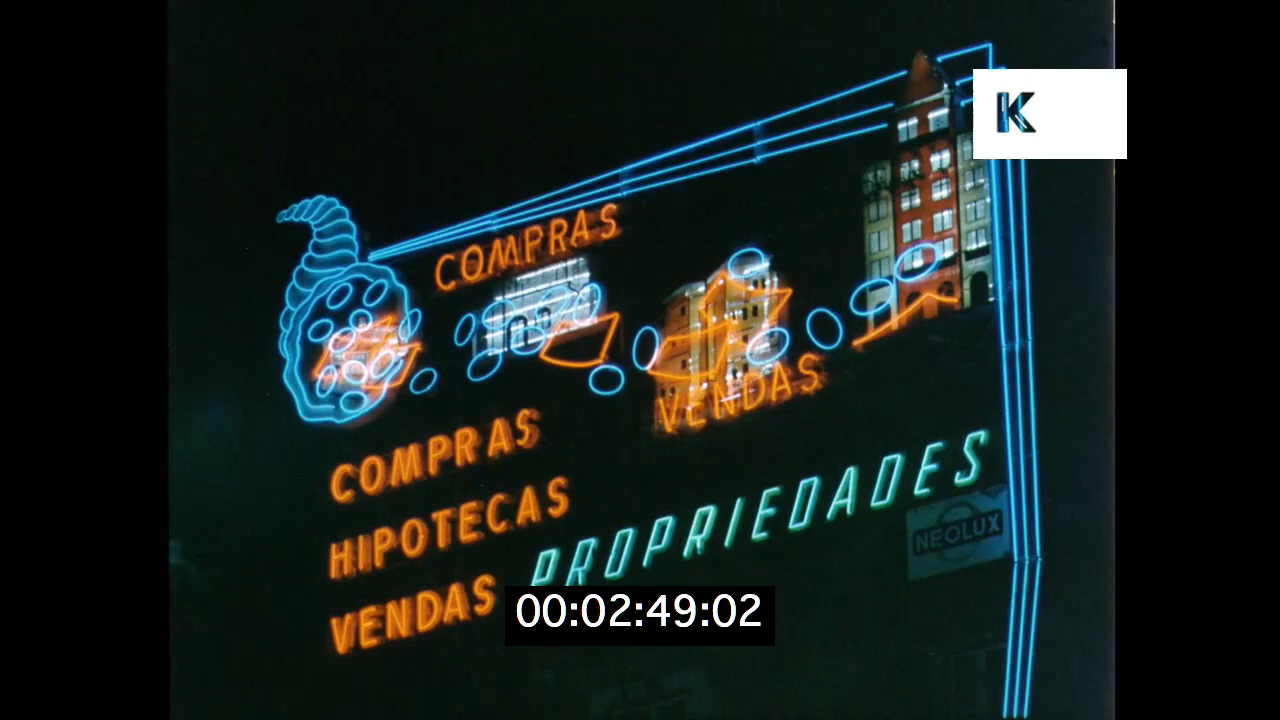 K
COMPRAS
VENDAS
COMPRAS
HIPOTECAS
VENDAS PROPRIEDADES
NEOLUX
00:02:49:02